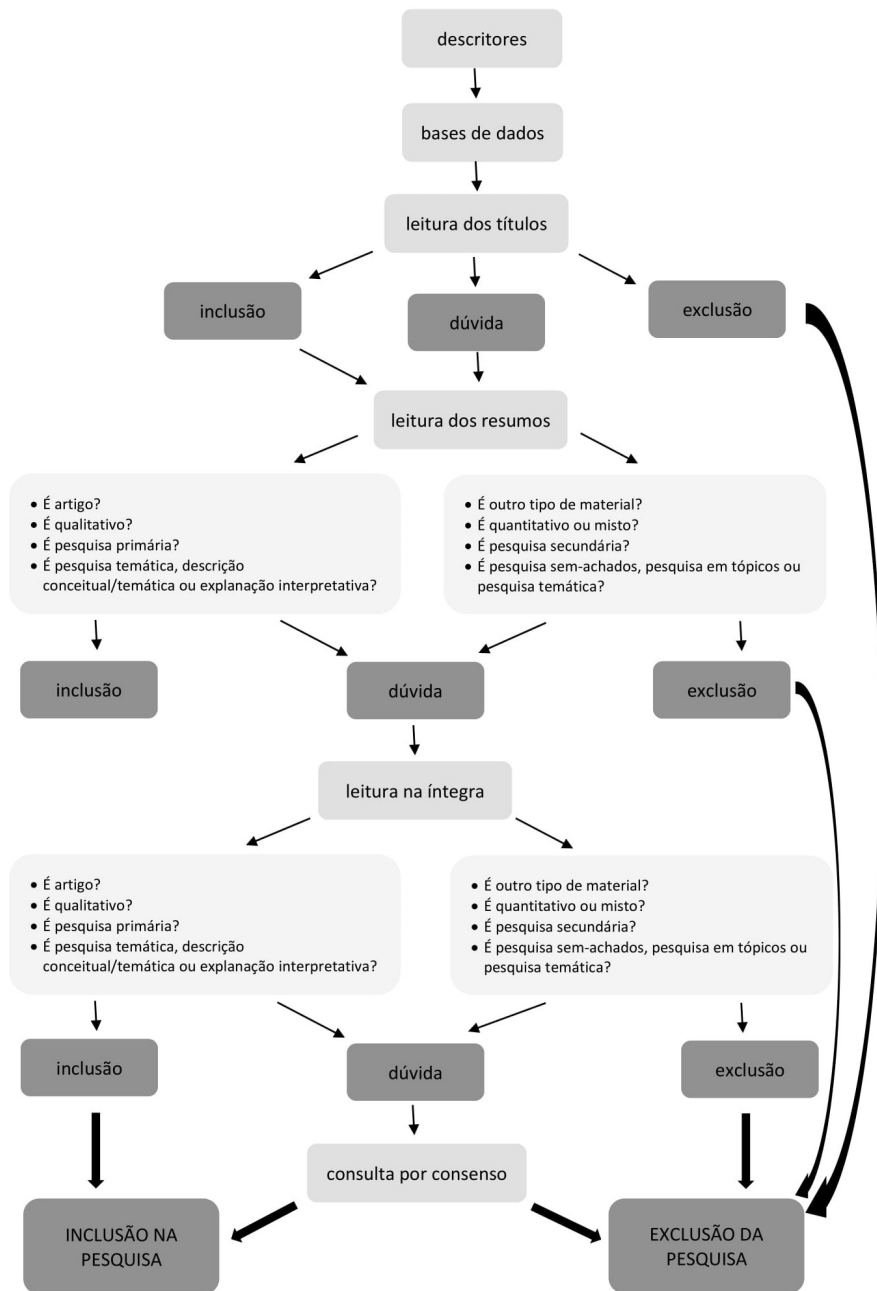 descritores
bases de dados
leitura dos títulos
inclusão
dúvida
exclusão
leitura dos resumos
• É artigo?
• É qualitativo?
• É pesquisa primária?
• É pesquisa temática, descrição
conceitual/temática ou explanação interpretativa?
• É outro tipo de material?
• É quantitativo ou misto?
• É pesquisa secundária?
• É pesquisa sem-achados, pesquisa em tópicos ou
pesquisa temática?
inclusão
dúvida
exclusão
leitura na íntegra
• É artigo?
• É qualitativo?
• É pesquisa primária?
• É pesquisa temática, descrição
conceitual/temática ou explanação interpretativa?
• É outro tipo de material?
• É quantitativo ou misto?
• É pesquisa secundária?
• É pesquisa sem-achados, pesquisa em tópicos ou
pesquisa temática?
inclusão
dúvida
exclusão
consulta por consenso
INCLUSÃO NA
PESQUISA
EXCLUSÃO DA
PESQUISA